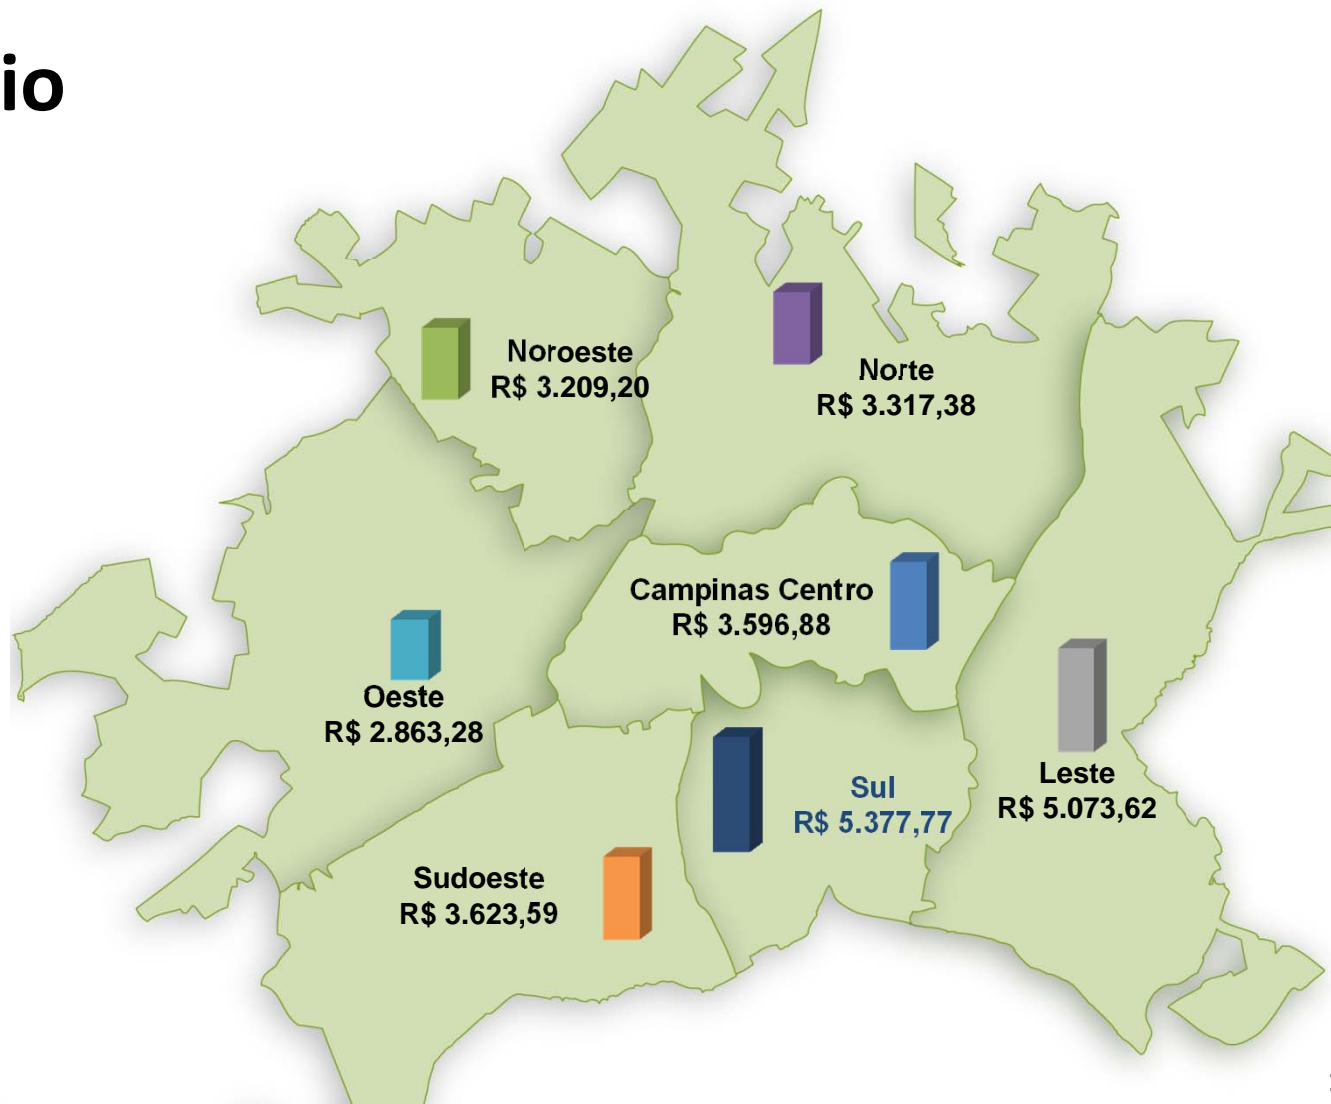 io
Noroeste
R$ 3.209,20
Norte
R$ 3.317,38
Campinas Centro
R$ 3.596,88
Oeste
R$ 2.863,28
Sul
R$ 5.377,77
Leste
R$ 5.073,62
Sudoeste
R$ 3.623,59